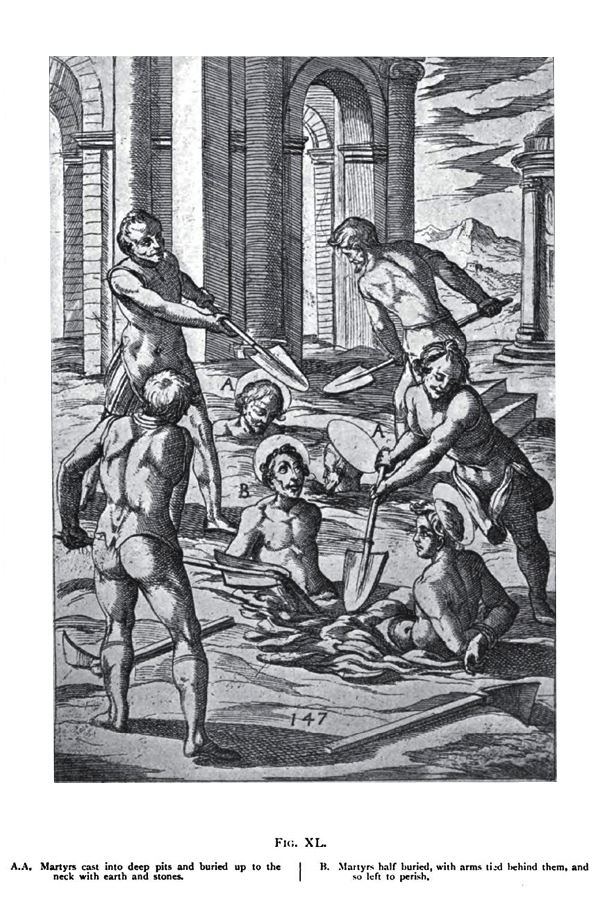 A
A
B
147
FIG. XL.
A.A. Martyrs cast into deep pits and buried up to the
neck with earth and stones.
B. Martyrs half buried, with arms tied behind them, and
so left to perish.